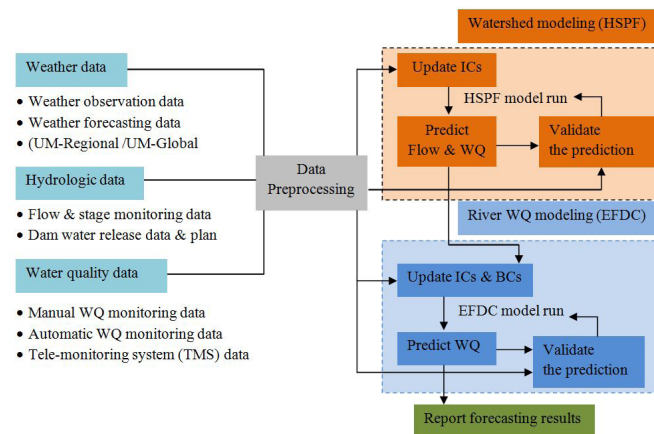 Watershed modeling (HSPF)
Weather data
• Weather observation data
• Weather forecasting data
• (UM-Regional /UM-Global
Hydrologic data
• Flow & stage monitoring data
• Dam water release data & plan
Water quality data
• Manual WQ monitoring data
• Automatic WQ monitoring data
• Tele-monitoring system (TMS) data
Data
Preprocessing
Update ICs
HSPF model run
Predict
Flow & WQ
Validate
the prediction
River WQ modeling (EFDC)
Update ICs & BCs
EFDC model run
Predict WQ
Validate
the prediction
Report forecasting results